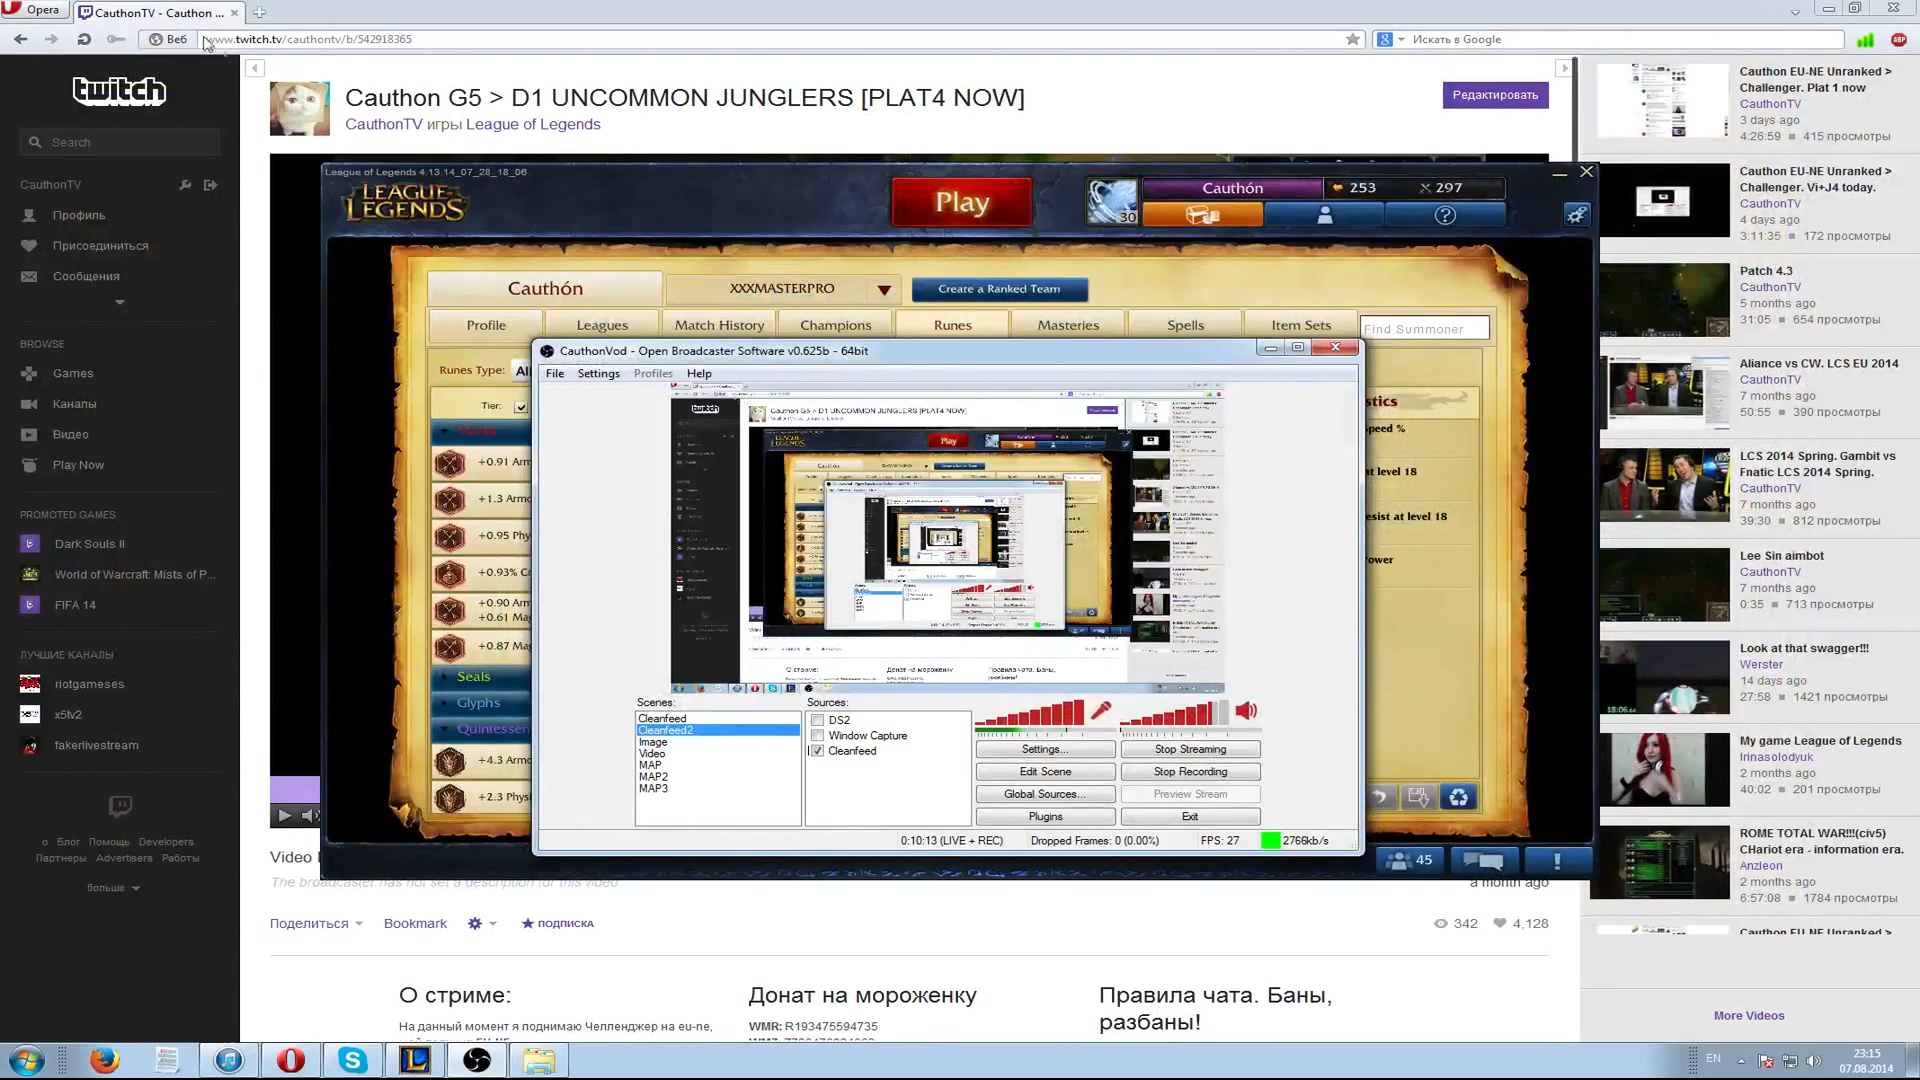 Opera
CauthonTV - Cauthon ...
Веб
www.twitch.tv/cauthontv/b/542918365
Искать в Google
ABP
twitch
Search
CauthonTV
Профиль
Присоединиться
Сообщения
BROWSE
Games
Каналы
Видео
Play Now
PROMOTED GAMES
Dark Souls II
World of Warcraft: Mists of P...
FIFA 14
ЛУЧШИЕ КАНАЛЫ
riotgameses
x5tv2
fakerlivestream
о Блог Помощь Developers
Партнеры Advertisers Работы
больше
Cauthon G5 > D1 UNCOMMON JUNGLERS [PLAT4 NOW]
CauthonTV игры League of Legends
Редактировать
League of Legends 4.13.14_07_28_18_06
LEAGUE of LEGENDS
Play
30
Cauthón
253
297
Cauthón
XXXMASTERPRO
Create a Ranked Team
Profile
Leagues
Match History
Champions
Runes
Masteries
Spells
Item Sets
Find Summoner
Runes Type:
Tier:
+0.91 Arm
+1.3 Armo
+0.95 Phy
+0.93% Cr
+0.90 Arm
+0.61 Mag
+0.87 Mag
Seals
Glyphs
Quintessen
+4.3 Armo
+2.3 Physi
stics
peed %
at level 18
esist at level 18
ower
45
CauthonVod - Open Broadcaster Software v0.625b - 64bit
File Settings Profiles Help
Scenes:
Cleanfeed
Cleanfeed2
Image
Video
MAP
MAP2
MAP3
Sources:
DS2
Window Capture
Cleanfeed
Settings...
Stop Streaming
Edit Scene
Stop Recording
Global Sources...
Preview Stream
Plugins
Exit
0:10:13 (LIVE + REC)
Dropped Frames: 0 (0.00%)
FPS: 27
2766kb/s
Video
The broadcaster has not set a description for this video
a month ago
Поделиться
Bookmark
ПОДПИСКА
342
4,128
О стриме:
На данный момент я поднимаю Челленджер на eu-ne,
Донат на мороженку
WMR: R193475594735
Правила чата. Баны,
разбаны!
Cauthon EU-NE Unranked >
Challenger. Plat 1 now
CauthonTV
3 days ago
4:26:59 415 просмотры
Cauthon EU-NE Unranked >
Challenger. Vi+J4 today.
CauthonTV
4 days ago
3:11:35 172 просмотры
Patch 4.3
CauthonTV
5 months ago
31:05 654 просмотры
Aliance vs CW. LCS EU 2014
CauthonTV
7 months ago
50:55 390 просмотры
LCS 2014 Spring. Gambit vs
Fnatic LCS 2014 Spring.
CauthonTV
7 months ago
39:30 812 просмотры
Lee Sin aimbot
CauthonTV
7 months ago
0:35 713 просмотры
Look at that swagger!!!
Werster
14 days ago
27:58 1421 просмотры
My game League of Legends
Irinasolodyuk
2 months ago
40:02 201 просмотры
ROME TOTAL WAR!!!(civ5)
CHariot era - information era.
Anzleon
2 months ago
6:57:08 1784 просмотры
Cauthon EU-NE Unranked >
More Videos
EN
23:15
07.08.2014